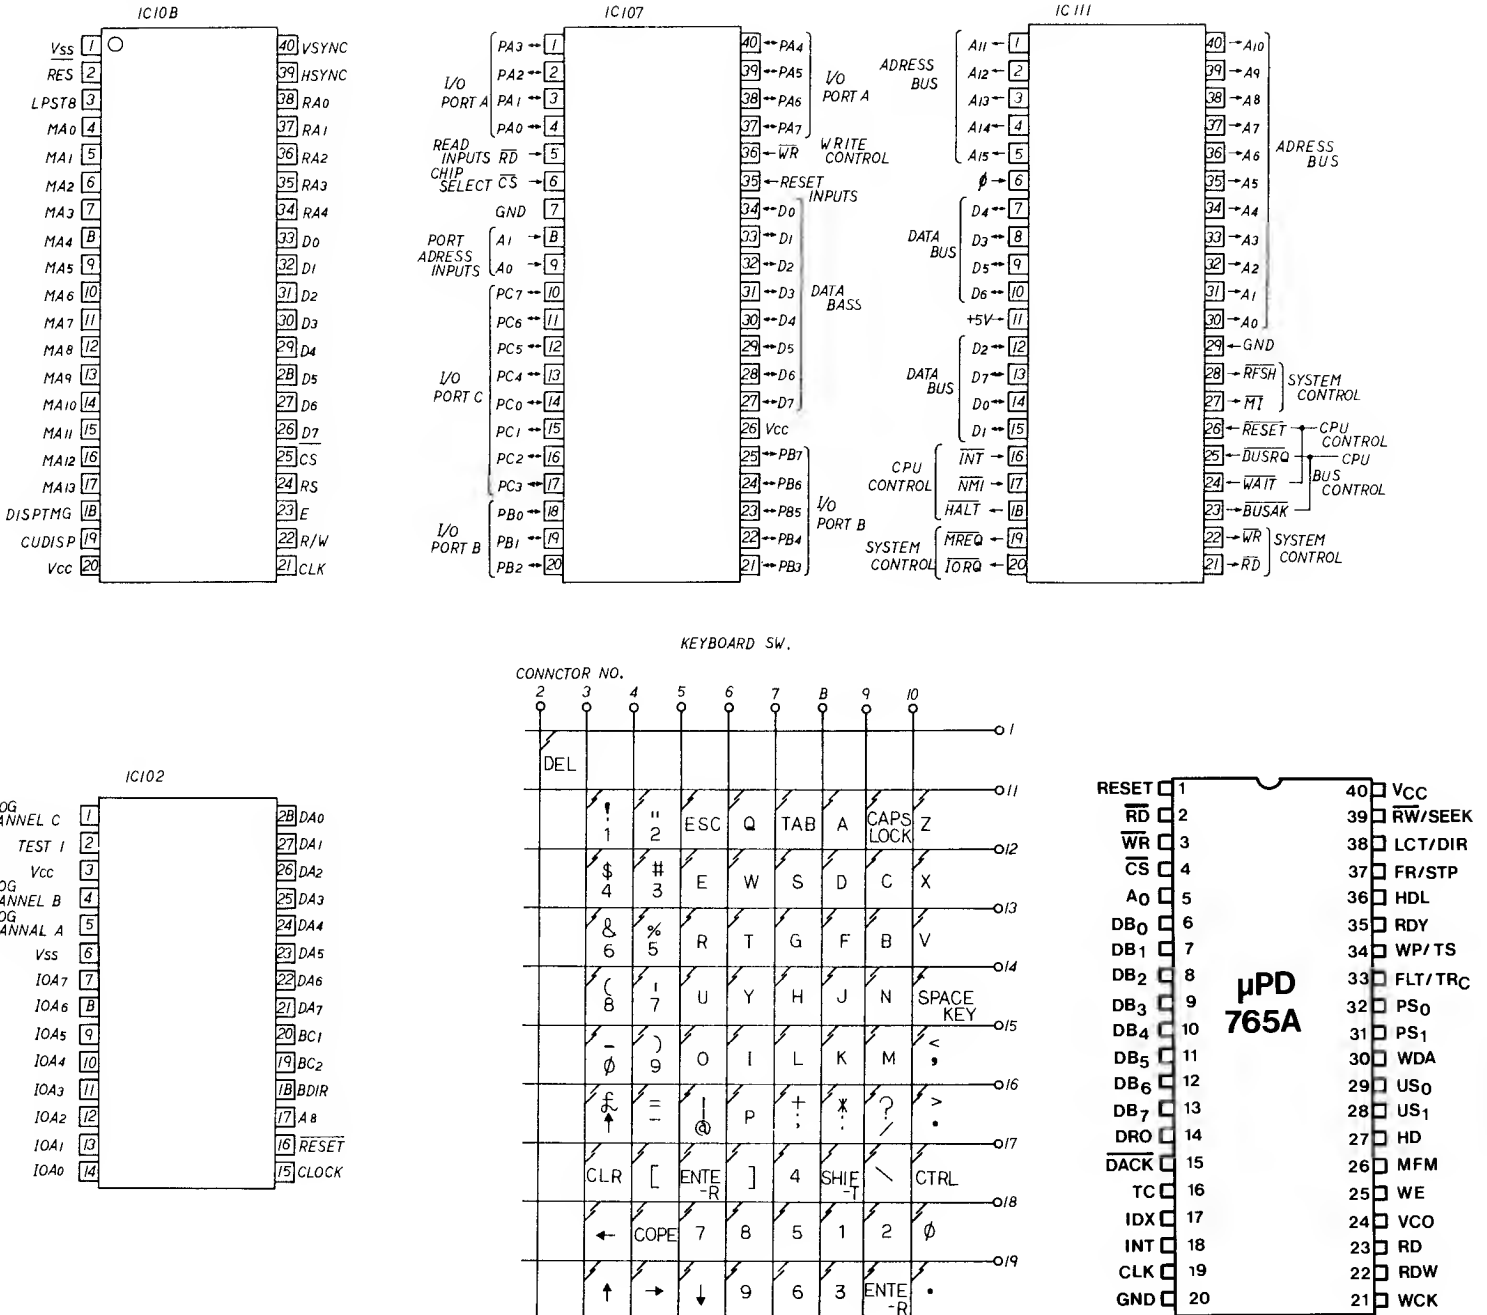 IC10B
Vss 1
RES 2
LPSTB 3
MA0 4
MA1 5
MA2 6
MA3 7
MA4 8
MA5 9
MA6 10
MA7 11
MA8 12
MA9 13
MA10 14
MA11 15
MA12 16
MA13 17
DISPTMG 18
CUDISP 19
Vcc 20
40 VSYNC
39 HSYNC
38 RA0
37 RA1
36 RA2
35 RA3
34 RA4
33 D0
32 D1
31 D2
30 D3
29 D4
28 D5
27 D6
26 D7
25 CS
24 RS
23 E
22 R/W
21 CLK
IC107
I/O
PORT A
PA3 ↔ 1
PA2 ↔ 2
PA1 ↔ 3
PA0 ↔ 4
READ
INPUTS RD → 5
CHIP
SELECT CS → 6
GND 7
PORT
ADRESS
INPUTS
A1 → 8
A0 → 9
I/O
PORT C
PC7 ↔ 10
PC6 ↔ 11
PC5 ↔ 12
PC4 ↔ 13
PC0 ↔ 14
PC1 ↔ 15
PC2 ↔ 16
PC3 ↔ 17
I/O
PORT B
PB0 ↔ 18
PB1 ↔ 19
PB2 ↔ 20
40 ↔ PA4
39 ↔ PA5
38 ↔ PA6
37 ↔ PA7
I/O
PORT A
36 ← WR WRITE
CONTROL
35 ← RESET
INPUTS
34 ↔ D0
33 ↔ D1
32 ↔ D2
31 ↔ D3
30 ↔ D4
29 ↔ D5
28 ↔ D6
27 ↔ D7
DATA
BASS
26 Vcc
25 ↔ PB7
24 ↔ PB6
23 ↔ PB5
22 ↔ PB4
21 ↔ PB3
I/O
PORT B
IC111
ADRESS
BUS
A11 ← 1
A12 ← 2
A13 ← 3
A14 ← 4
A15 ← 5
ϕ → 6
DATA
BUS
D4 ↔ 7
D3 ↔ 8
D5 ↔ 9
D6 ↔ 10
+5V → 11
DATA
BUS
D2 ↔ 12
D7 ↔ 13
D0 ↔ 14
D1 ↔ 15
CPU
CONTROL
INT → 16
NMI → 17
HALT ← 18
SYSTEM
CONTROL
MREQ ← 19
IORQ ← 20
40 → A10
39 → A9
38 → A8
37 → A7
36 → A6
35 → A5
34 → A4
33 → A3
32 → A2
31 → A1
30 → A0
ADRESS
BUS
29 ← GND
28 → RFSH
27 → M1
SYSTEM
CONTROL
26 ← RESET CPU
CONTROL
25 ← BUSRQ CPU
BUS
CONTROL
24 ← WAIT
23 → BUSAK
22 → WR
21 → RD
SYSTEM
CONTROL
KEYBOARD SW.
CONNCTOR NO.
2 3 4 5 6 7 8 9 10
1
DEL
11
! 1 " 2 ESC Q TAB A CAPS LOCK Z
12
$ 4 # 3 E W S D C X
13
& 6 % 5 R T G F B V
14
( 8 ' 7 U Y H J N SPACE KEY
15
_ ϕ ) 9 O I L K M < ,
16
£ ↑ = - | @ P + ; * : ? / > .
17
CLR [ ENTE-R ] 4 SHIF-T \ CTRL
18
← COPE 7 8 5 1 2 ϕ
19
↑ → ↓ 9 6 3 ENTE-R .
IC102
OG
ANNEL C 1
TEST 1 2
Vcc 3
OG
ANNEL B 4
OG
ANNAL A 5
Vss 6
IOA7 7
IOA6 8
IOA5 9
IOA4 10
IOA3 11
IOA2 12
IOA1 13
IOA0 14
28 DA0
27 DA1
26 DA2
25 DA3
24 DA4
23 DA5
22 DA6
21 DA7
20 BC1
19 BC2
18 BDIR
17 A8
16 RESET
15 CLOCK
RESET 1
RD 2
WR 3
CS 4
A0 5
DB0 6
DB1 7
DB2 8
DB3 9
DB4 10
DB5 11
DB6 12
DB7 13
DRO 14
DACK 15
TC 16
IDX 17
INT 18
CLK 19
GND 20
µPD
765A
40 VCC
39 RW/SEEK
38 LCT/DIR
37 FR/STP
36 HDL
35 RDY
34 WP/TS
33 FLT/TRC
32 PS0
31 PS1
30 WDA
29 US0
28 US1
27 HD
26 MFM
25 WE
24 VCO
23 RD
22 RDW
21 WCK